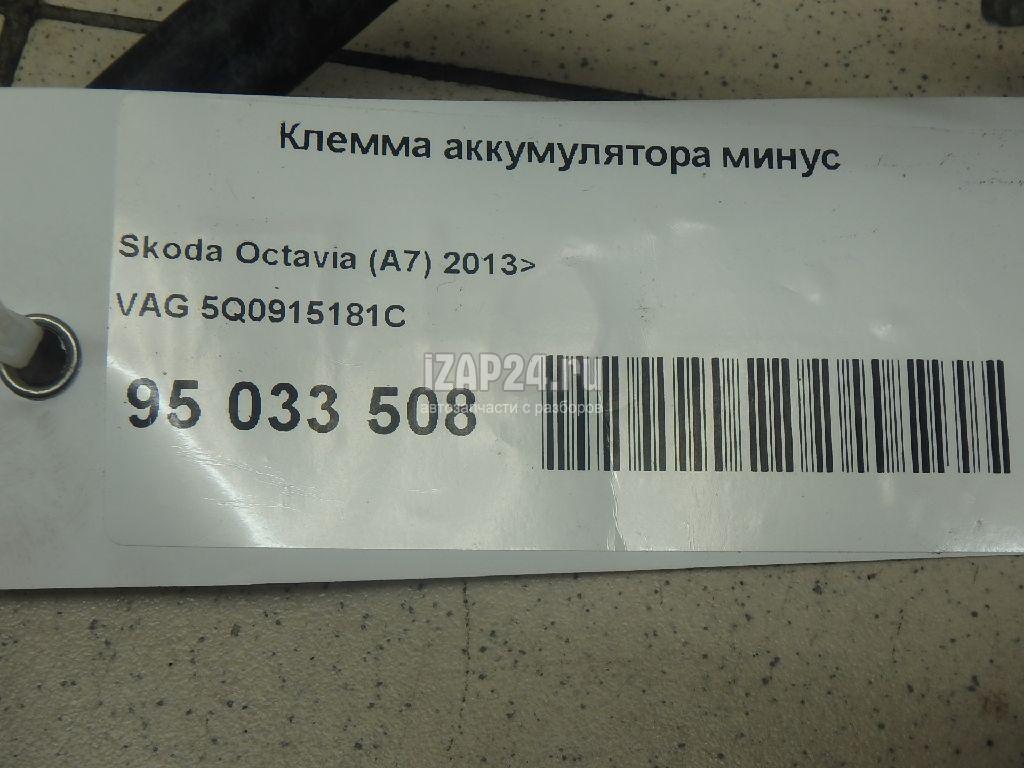 Клемма аккумулятора минус
Skoda Octavia (A7) 2013>
VAG 5Q0915181C
iZAP24.ru
95 033 508
автозапчасти с разборов